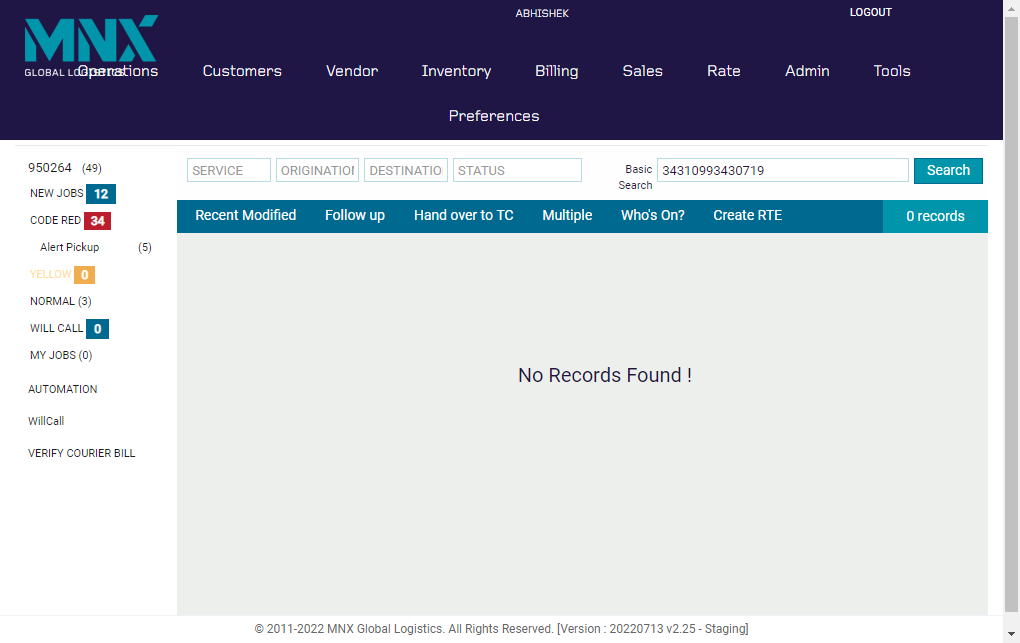 ABHISHEK
LOGOUT
MNX
GLOBAL LOGISTICS
Operations Customers Vendor Inventory Billing Sales Rate Admin Tools
Preferences
950264 (49)
NEW JOBS 12
CODE RED 34
Alert Pickup (5)
YELLOW 0
NORMAL (3)
WILL CALL 0
MY JOBS (0)
AUTOMATION
WillCall
VERIFY COURIER BILL
SERVICE ORIGINATION DESTINATIO STATUS Basic Search 34310993430719 Search
Recent Modified Follow up Hand over to TC Multiple Who's On? Create RTE 0 records
No Records Found !
© 2011-2022 MNX Global Logistics. All Rights Reserved. [Version : 20220713 v2.25 - Staging]